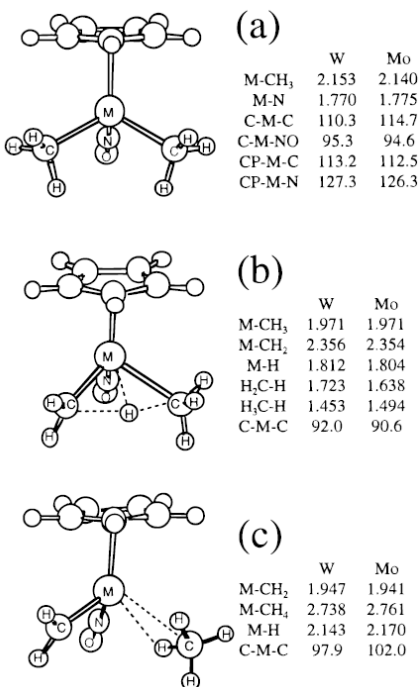 (a)
W Mo
M-CH₃ 2.153 2.140
M-N 1.770 1.775
C-M-C 110.3 114.7
C-M-NO 95.3 94.6
CP-M-C 113.2 112.5
CP-M-N 127.3 126.3
M
N
O
H C H
H
H C H
H
(b)
W Mo
M-CH₃ 1.971 1.971
M-CH₂ 2.356 2.354
M-H 1.812 1.804
H₂C-H 1.723 1.638
H₃C-H 1.453 1.494
C-M-C 92.0 90.6
M
N
H C
H
H
H
C H
H
(c)
W Mo
M-CH₂ 1.947 1.941
M-CH₄ 2.738 2.761
M-H 2.143 2.170
C-M-C 97.9 102.0
M
N
O
H C
H
H
H C H
H